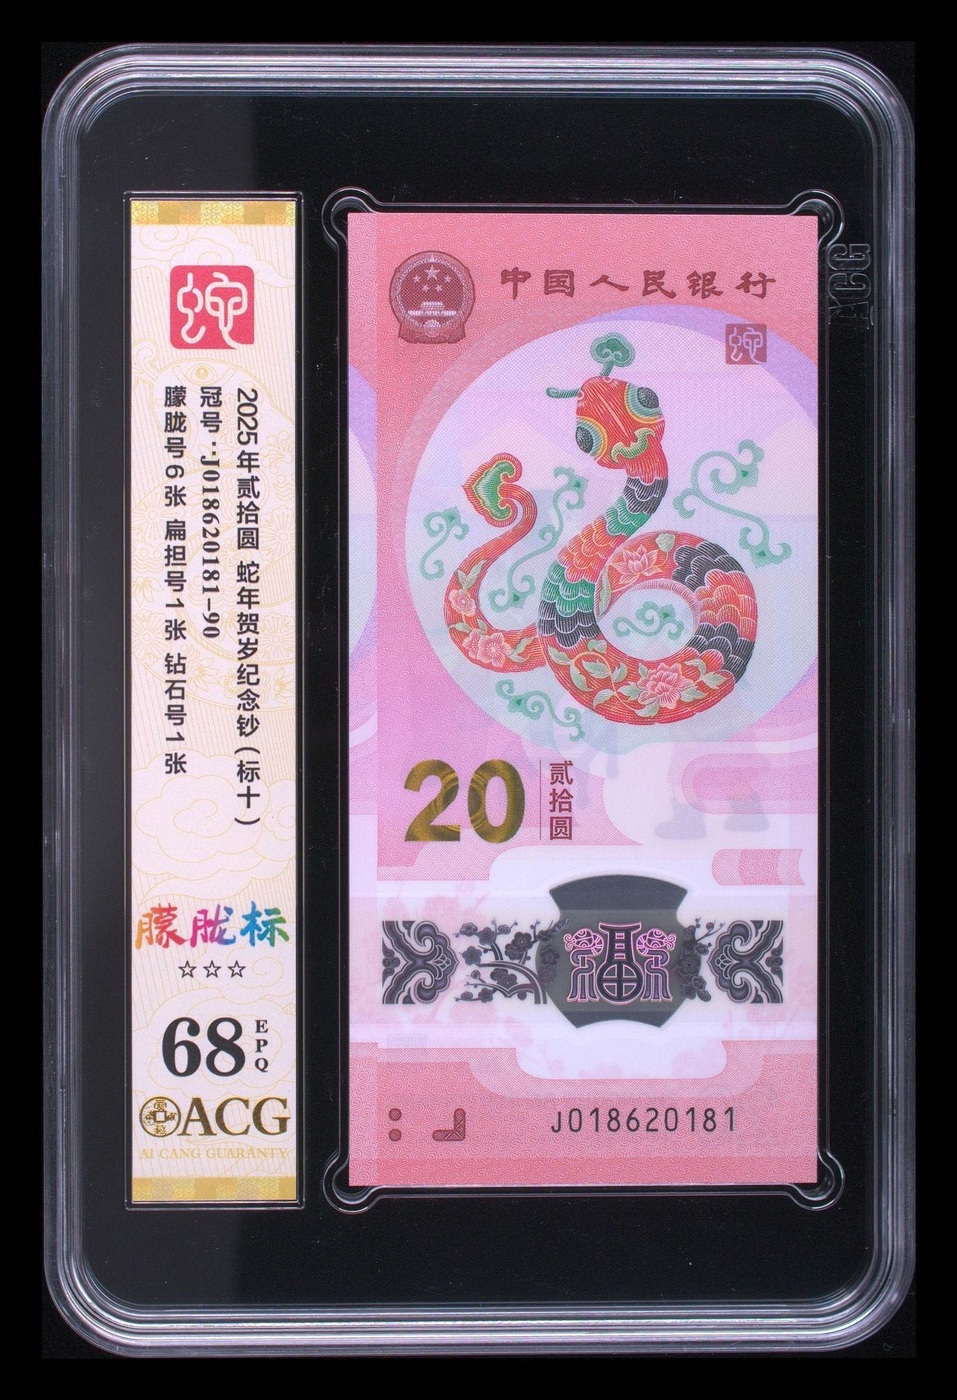 蛇
2025年贰拾圆 蛇年贺岁纪念钞(标十)
冠号:J018620181-90
朦胧号6张 扁担号1张 钻石号1张
朦胧标
☆☆☆
68 EPQ
ACG
AI CANG GUARANTY
中国人民银行
蛇
20 贰拾圆
福
J018620181
ACG